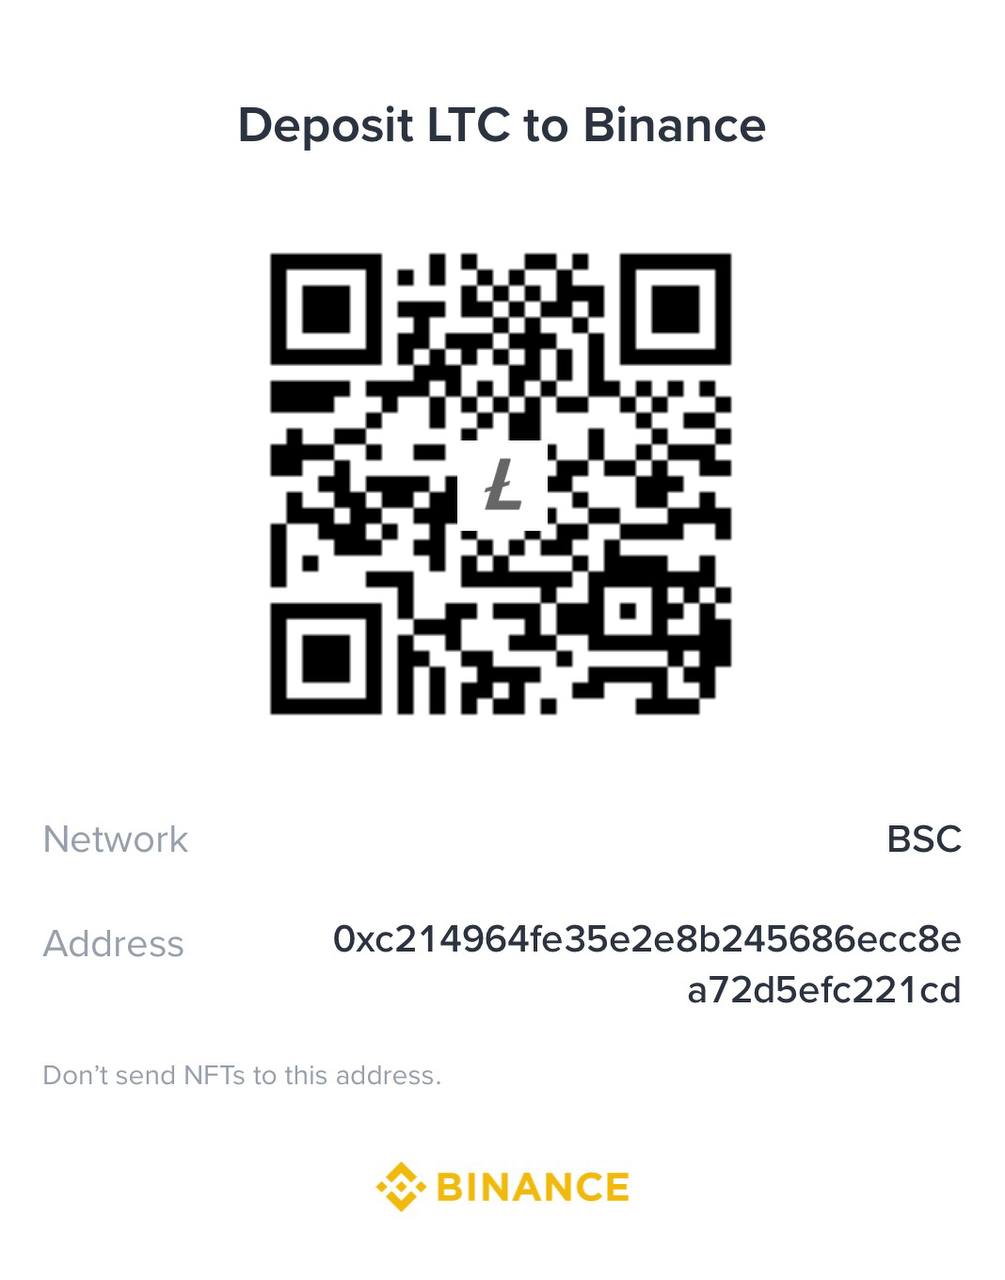 Deposit LTC to Binance
Ł
Network
BSC
Address
0xc214964fe35e2e8b245686ecc8e
a72d5efc221cd
Don’t send NFTs to this address.
BINANCE